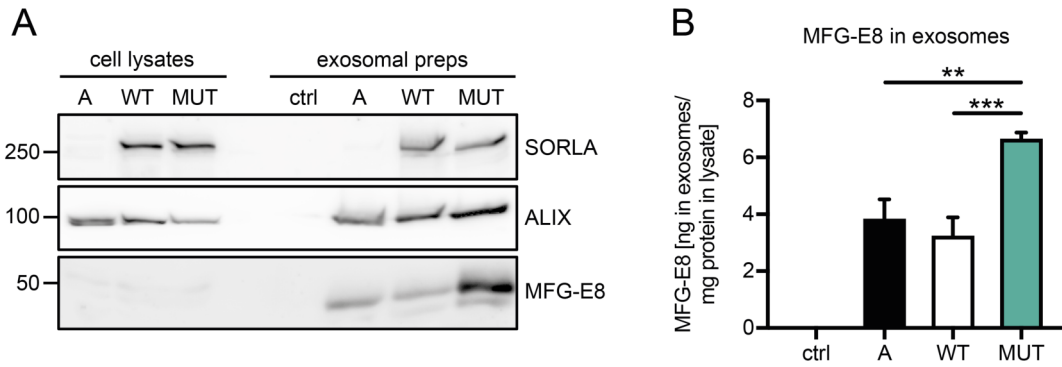 A
cell lysates exosomal preps
A WT MUT ctrl A WT MUT
250 SORLA
100 ALIX
50 MFG-E8
B
MFG-E8 in exosomes
**
***
MFG-E8 [ng in exosomes/
mg protein in lysate]
8
6
4
2
0
ctrl A WT MUT